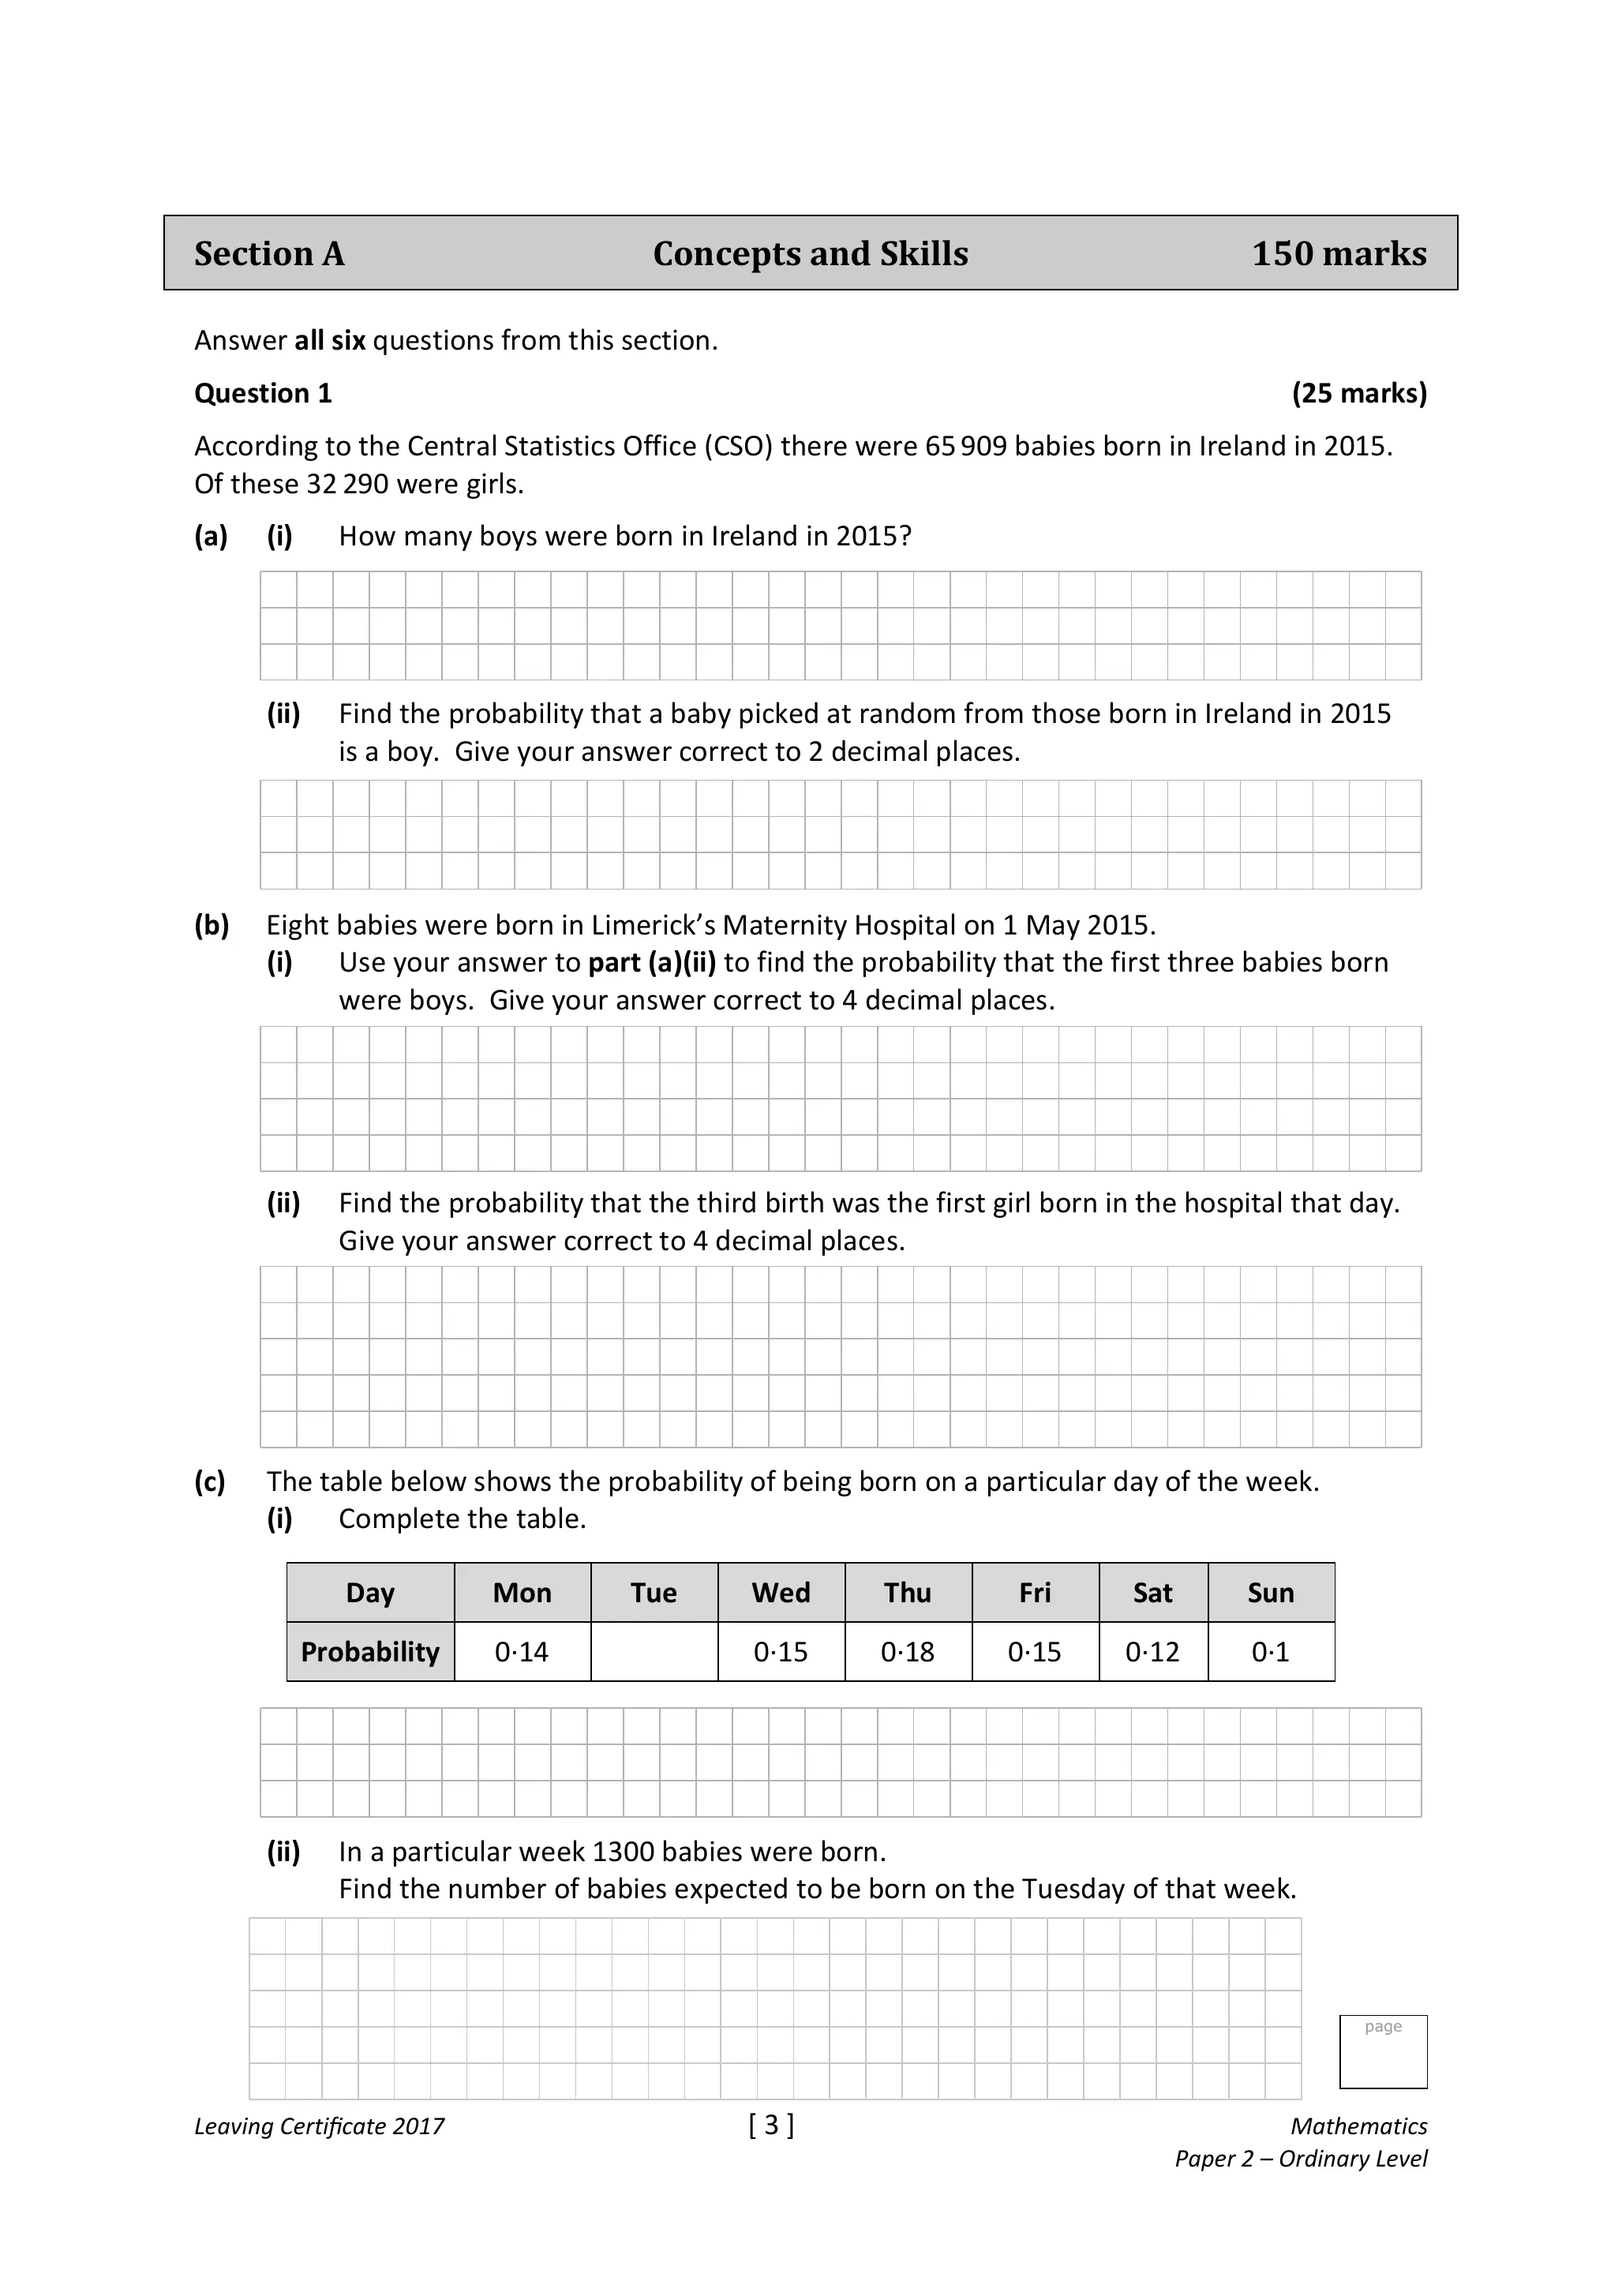 Section A Concepts and Skills 150 marks
Answer all six questions from this section.
Question 1 (25 marks)
According to the Central Statistics Office (CSO) there were 65 909 babies born in Ireland in 2015.
Of these 32 290 were girls.
(a) (i) How many boys were born in Ireland in 2015?
(ii) Find the probability that a baby picked at random from those born in Ireland in 2015
is a boy. Give your answer correct to 2 decimal places.
(b) Eight babies were born in Limerick’s Maternity Hospital on 1 May 2015.
(i) Use your answer to part (a)(ii) to find the probability that the first three babies born
were boys. Give your answer correct to 4 decimal places.
(ii) Find the probability that the third birth was the first girl born in the hospital that day.
Give your answer correct to 4 decimal places.
(c) The table below shows the probability of being born on a particular day of the week.
(i) Complete the table.
Day Mon Tue Wed Thu Fri Sat Sun
Probability 0·14 0·15 0·18 0·15 0·12 0·1
(ii) In a particular week 1300 babies were born.
Find the number of babies expected to be born on the Tuesday of that week.
page
Leaving Certificate 2017 [ 3 ] Mathematics
Paper 2 – Ordinary Level